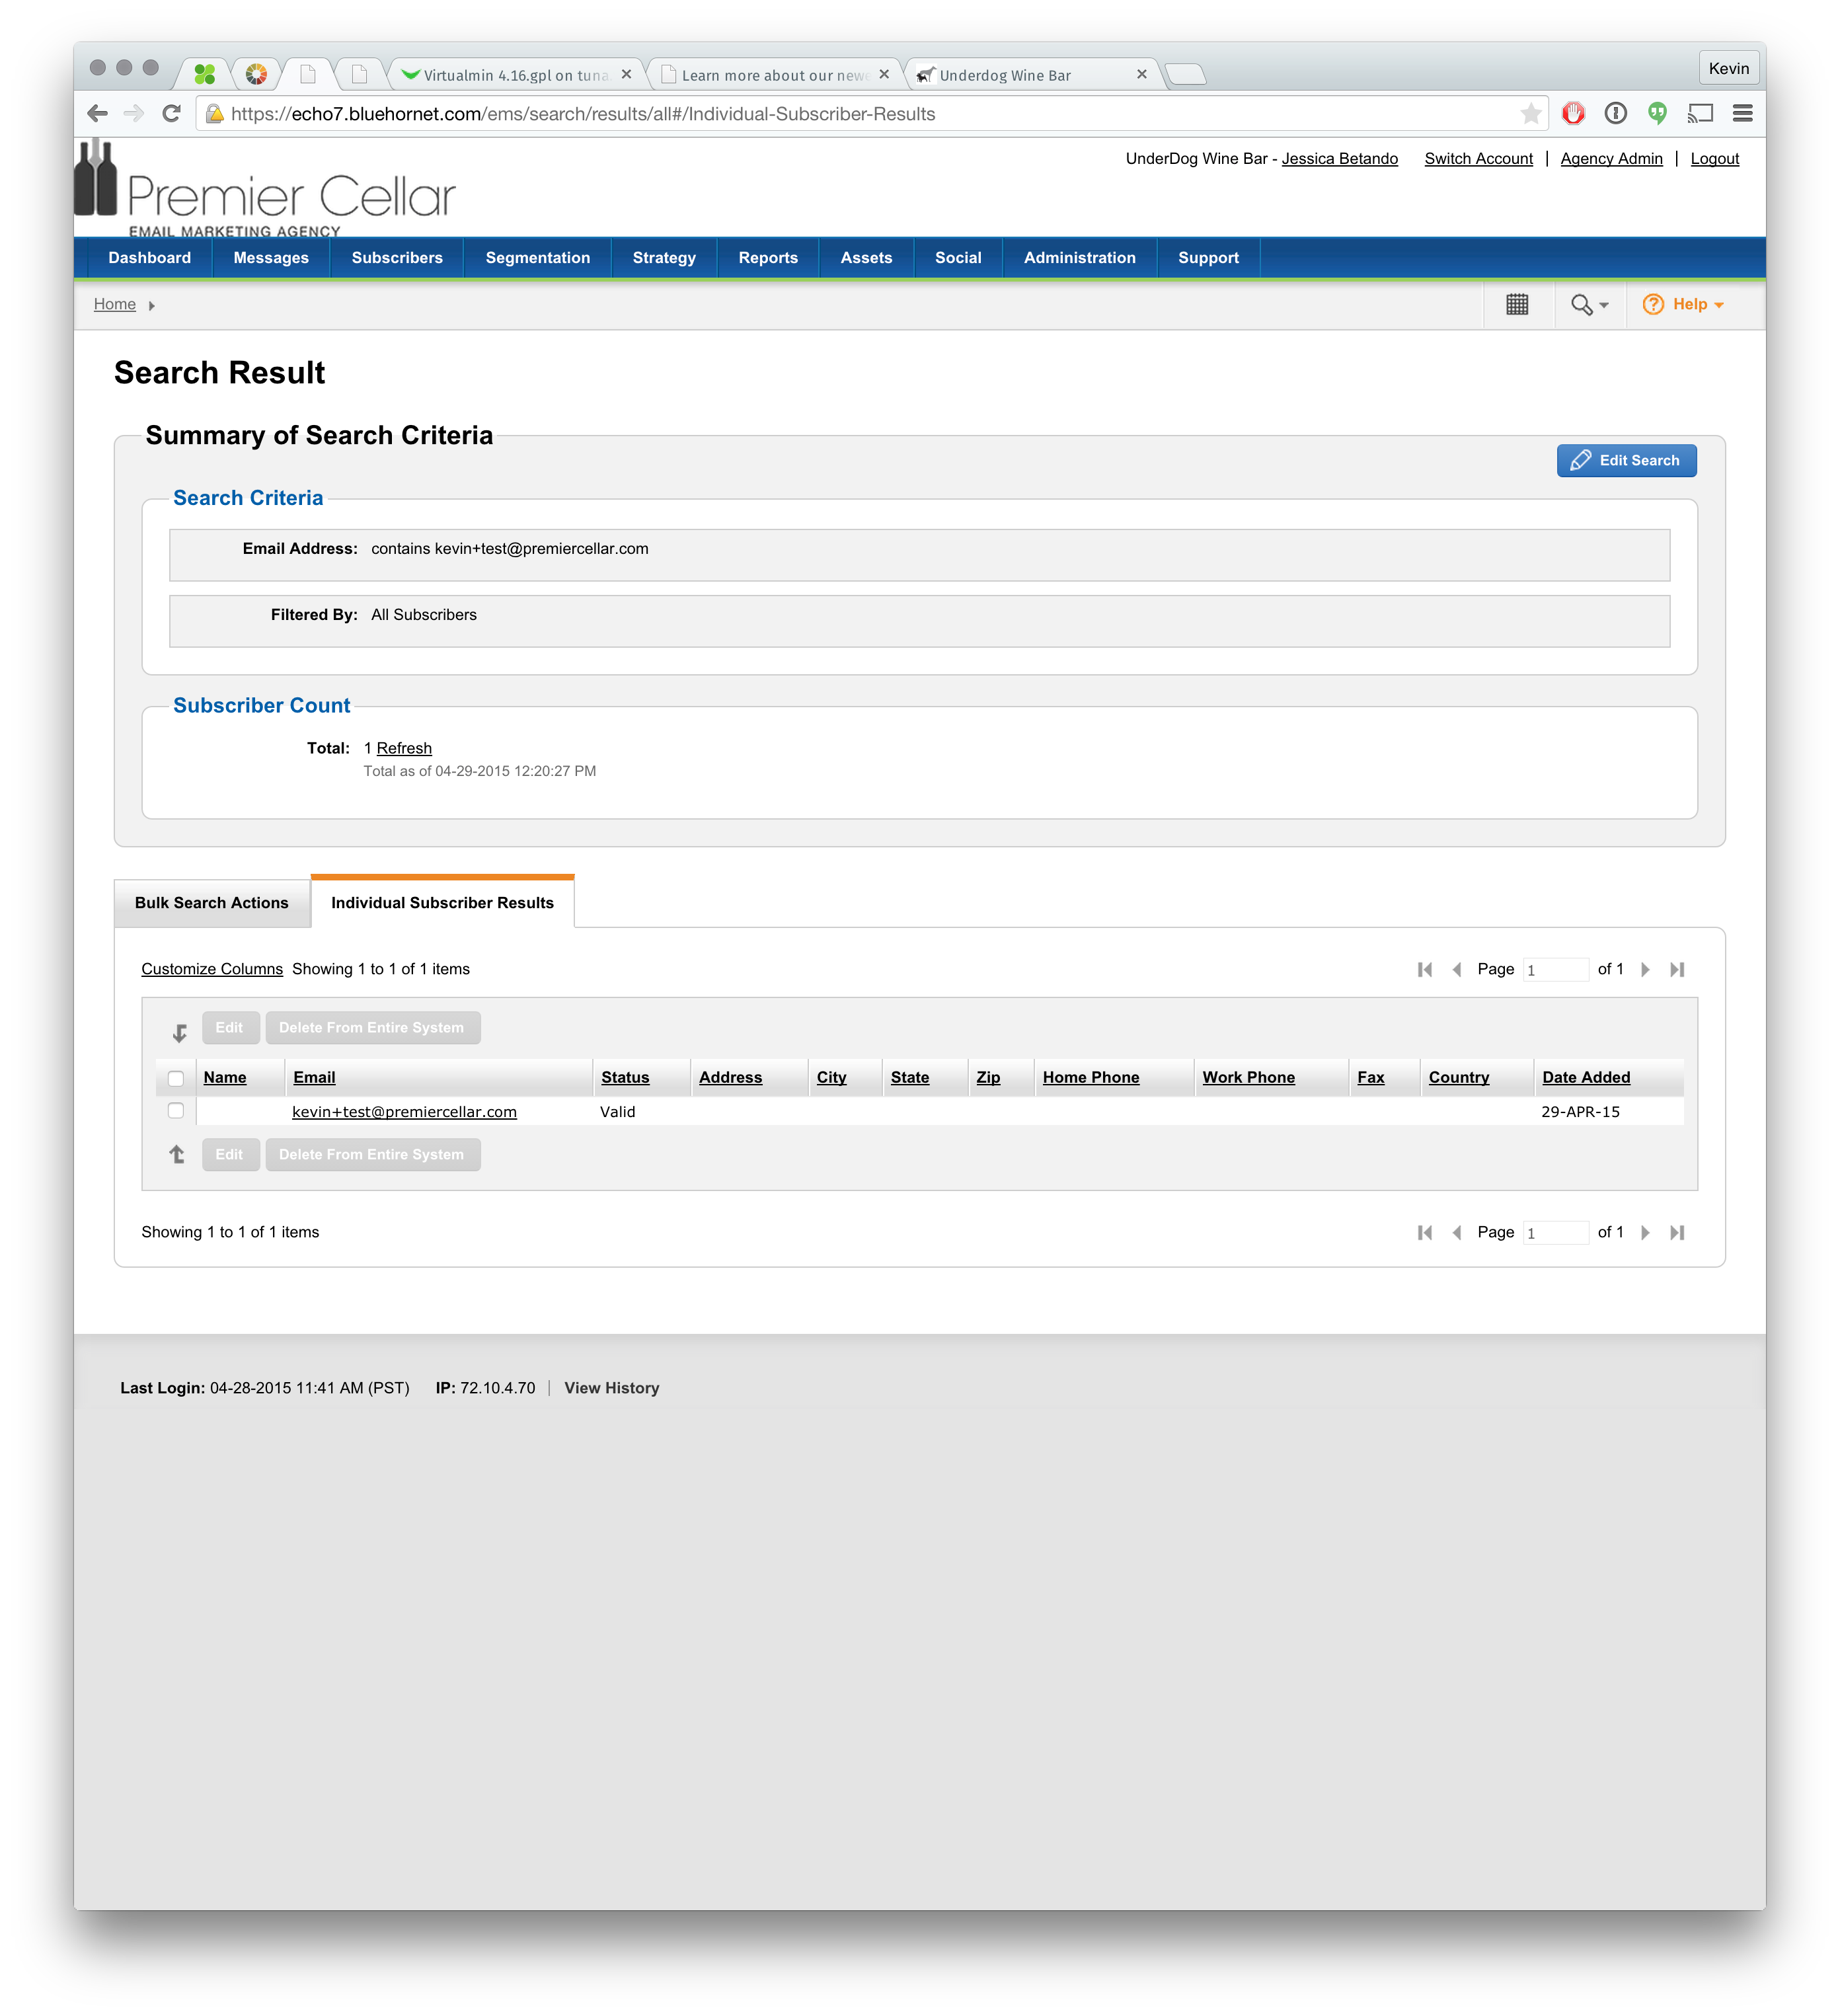 Kevin
Virtualmin 4.16.gpl on tuna
Learn more about our newe
Underdog Wine Bar
https://echo7.bluehornet.com/ems/search/results/all#/Individual-Subscriber-Results
UnderDog Wine Bar - Jessica Betando Switch Account | Agency Admin | Logout
Premier Cellar
EMAIL MARKETING AGENCY
Dashboard Messages Subscribers Segmentation Strategy Reports Assets Social Administration Support
Home Help
Search Result
Summary of Search Criteria
Edit Search
Search Criteria
Email Address: contains kevin+test@premiercellar.com
Filtered By: All Subscribers
Subscriber Count
Total: 1 Refresh
Total as of 04-29-2015 12:20:27 PM
Bulk Search Actions Individual Subscriber Results
Customize Columns Showing 1 to 1 of 1 items Page 1 of 1
Edit Delete From Entire System
Name Email Status Address City State Zip Home Phone Work Phone Fax Country Date Added
kevin+test@premiercellar.com Valid 29-APR-15
Edit Delete From Entire System
Showing 1 to 1 of 1 items Page 1 of 1
Last Login: 04-28-2015 11:41 AM (PST) IP: 72.10.4.70 | View History